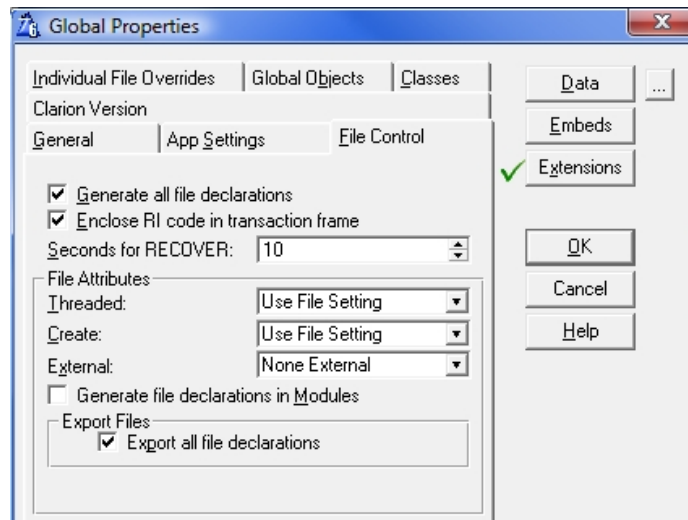 Global Properties
Individual File Overrides
Global Objects
Classes
Clarion Version
General
App Settings
File Control
Generate all file declarations
Enclose RI code in transaction frame
Seconds for RECOVER:
10
File Attributes
Threaded:
Use File Setting
Create:
Use File Setting
External:
None External
Generate file declarations in Modules
Export Files
Export all file declarations
Data
...
Embeds
Extensions
OK
Cancel
Help